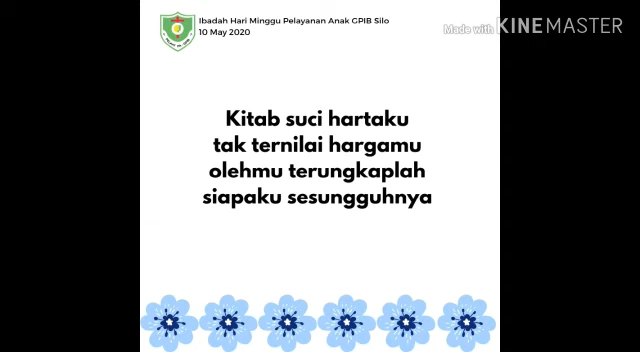 Ibadah Hari Minggu Pelayanan Anak GPIB Silo
10 May 2020
Made with KINEMASTER
Kitab suci hartaku
tak ternilai hargamu
olehmu terungkaplah
siapaku sesungguhnya